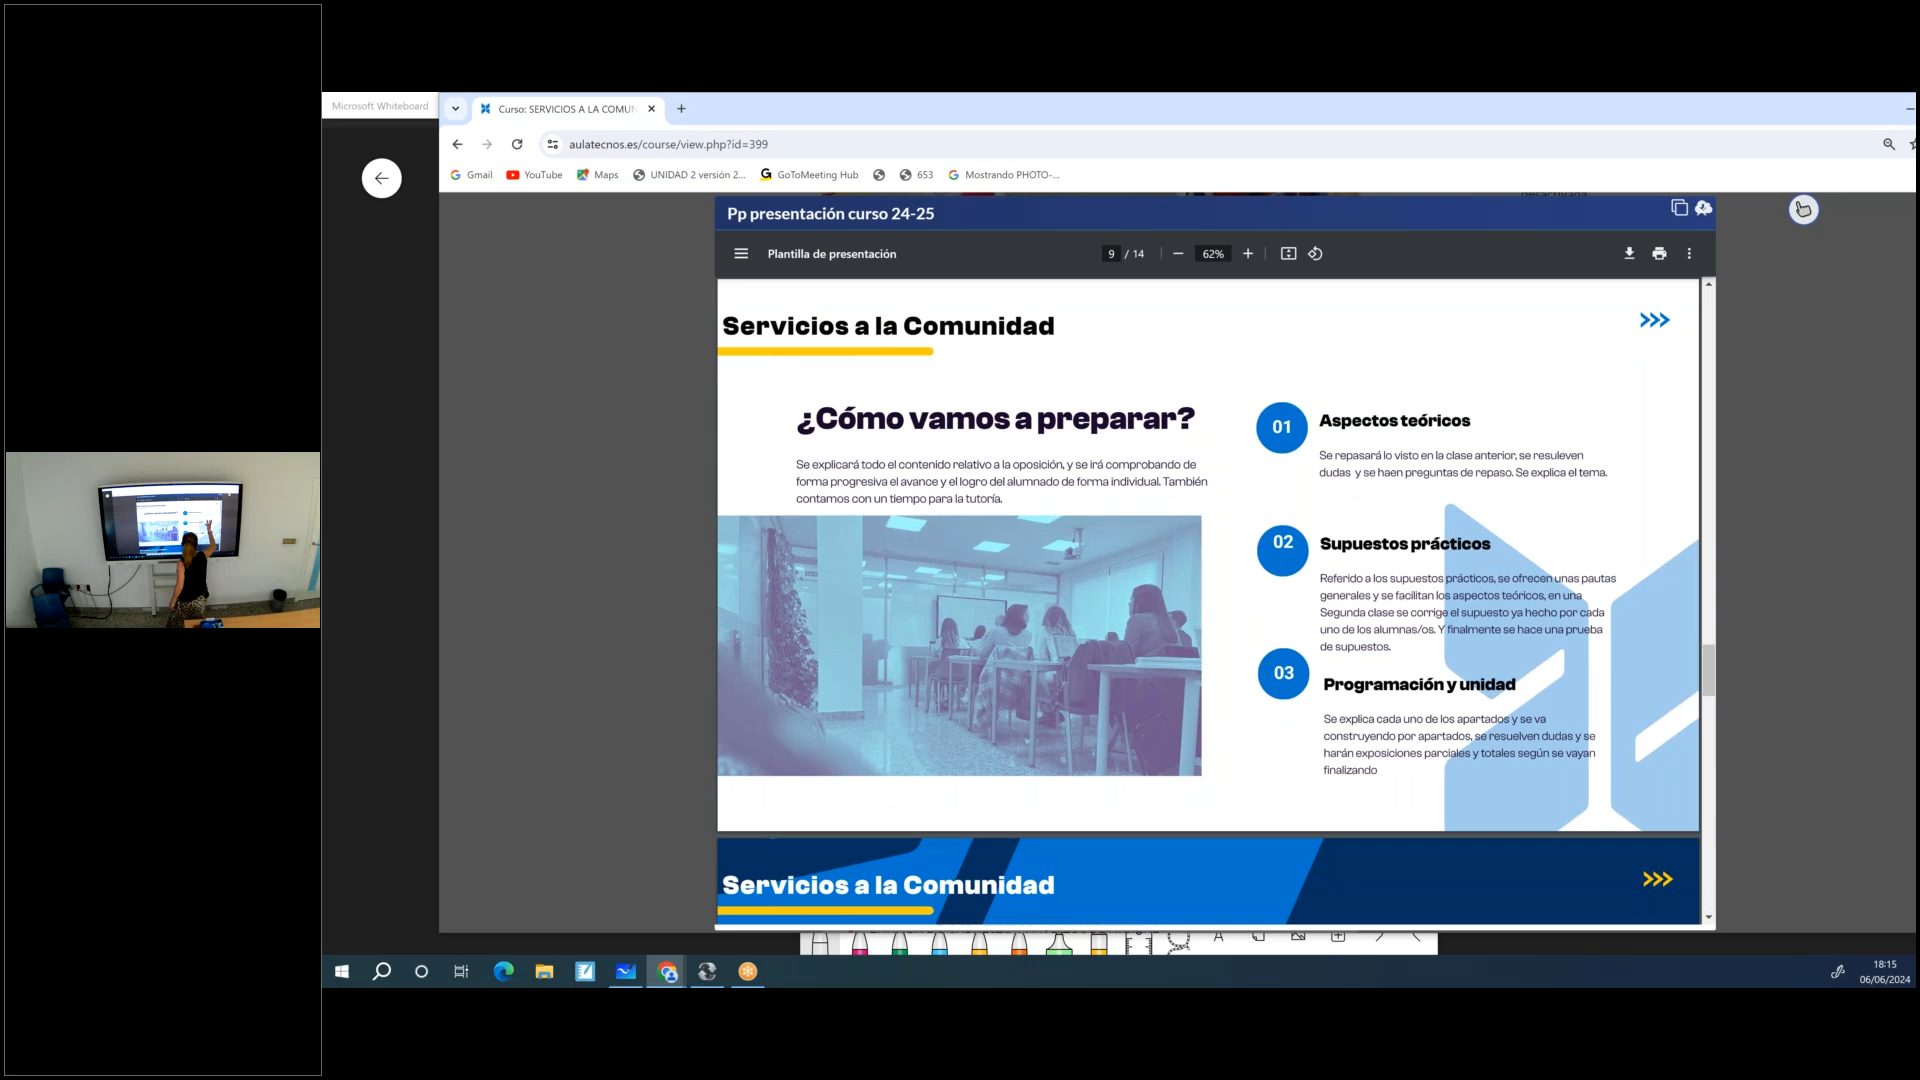 Microsoft Whiteboard
Curso: SERVICIOS A LA COMUN
aulatecnos.es/course/view.php?id=399
Gmail
YouTube
Maps
UNIDAD 2 versión 2...
GoToMeeting Hub
653
Mostrando PHOTO-...
Pp presentación curso 24-25
Plantilla de presentación
9 / 14
62%
Servicios a la Comunidad
¿Cómo vamos a preparar?
Se explicará todo el contenido relativo a la oposición, y se irá comprobando de
forma progresiva el avance y el logro del alumnado de forma individual. También
contamos con un tiempo para la tutoría.
01
Aspectos teóricos
Se repasará lo visto en la clase anterior, se resuleven
dudas y se haen preguntas de repaso. Se explica el tema.
02
Supuestos prácticos
Referido a los supuestos prácticos, se ofrecen unas pautas
generales y se facilitan los aspectos teóricos, en una
Segunda clase se corrige el supuesto ya hecho por cada
uno de los alumnas/os. Y finalmente se hace una prueba
de supuestos.
03
Programación y unidad
Se explica cada uno de los apartados y se va
construyendo por apartados, se resuelven dudas y se
harán exposiciones parciales y totales según se vayan
finalizando
Servicios a la Comunidad
18:15
06/06/2024